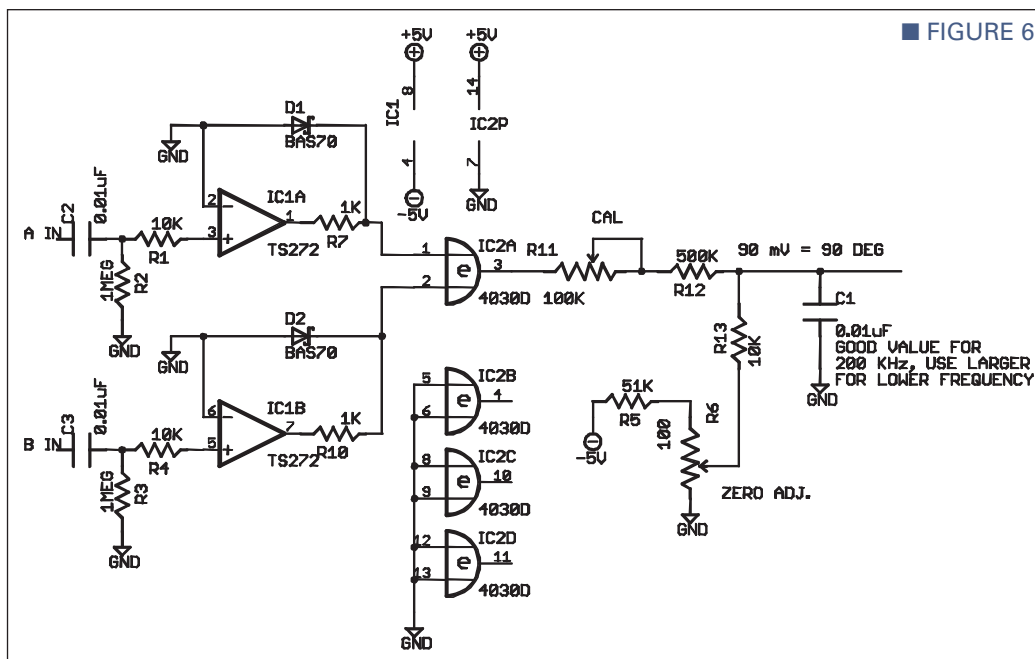 ■ FIGURE 6
+5V
+5V
8
14
IC1
IC2P
4
7
-5V
GND
D1
BAS70
GND
C2
0.01uF
A IN
10K
R1
1MEG
R2
GND
2
3
IC1A
1
TS272
1K
R7
1
2
IC2A
3
4030D
R11
100K
CAL
500K
R12
90 mV = 90 DEG
C1
0.01uF
GOOD VALUE FOR
200 KHz, USE LARGER
FOR LOWER FREQUENCY
GND
R13
10K
D2
BAS70
GND
C3
0.01uF
B IN
10K
R4
1MEG
R3
GND
6
5
IC1B
7
TS272
1K
R10
5
6
IC2B
4
4030D
8
9
IC2C
10
4030D
12
13
IC2D
11
4030D
GND
51K
R5
-5V
100
R6
ZERO ADJ.
GND